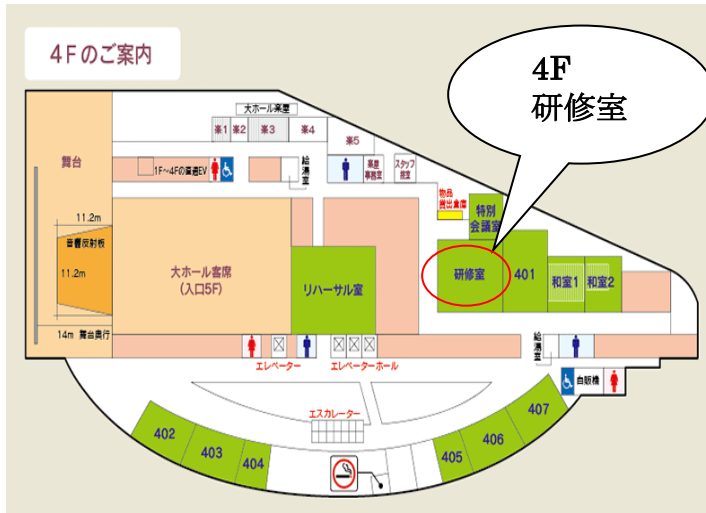 4Fのご案内
4F
研修室
大ホール楽屋
楽1
楽2
楽3
楽4
楽5
舞台
1F～4Fの直通EV
給湯室
楽屋
事務室
スタッフ
控室
物品
貸出倉庫
特別
会議室
11.2m
音響反射板
11.2m
大ホール客席
(入口5F)
リハーサル室
研修室
401
和室1
和室2
14m 舞台奥行
エレベーター
エレベーターホール
給湯室
自販機
エスカレーター
402
403
404
405
406
407